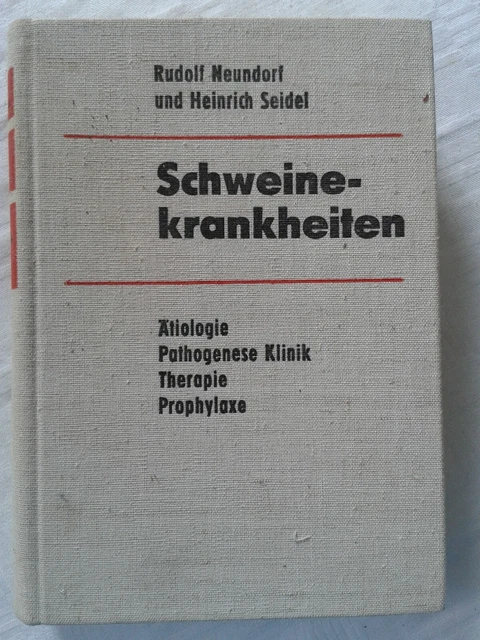 Rudolf Neundorf
und Heinrich Seidel
Schweine-
krankheiten
Ätiologie
Pathogenese Klinik
Therapie
Prophylaxe